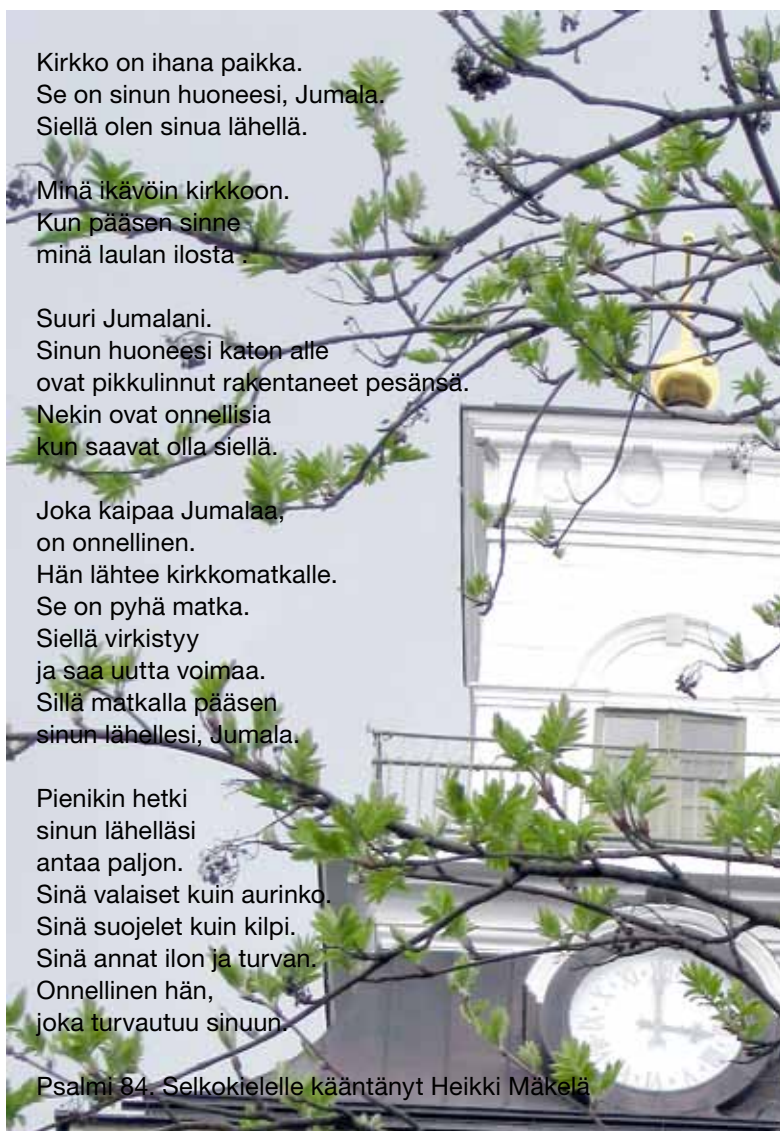 Kirkko on ihana paikka.
Se on sinun huoneesi, Jumala.
Siellä olen sinua lähellä.
Minä ikävöin kirkkoon.
Kun pääsen sinne
minä laulan ilosta .
Suuri Jumalani.
Sinun huoneesi katon alle
ovat pikkulinnut rakentaneet pesänsä.
Nekin ovat onnellisia
kun saavat olla siellä.
Joka kaipaa Jumalaa,
on onnellinen.
Hän lähtee kirkkomatkalle.
Se on pyhä matka.
Siellä virkistyy
ja saa uutta voimaa.
Sillä matkalla pääsen
sinun lähellesi, Jumala.
Pienikin hetki
sinun lähelläsi
antaa paljon.
Sinä valaiset kuin aurinko.
Sinä suojelet kuin kilpi.
Sinä annat ilon ja turvan.
Onnellinen hän,
joka turvautuu sinuun.
Psalmi 84. Selkokielelle kääntänyt Heikki Mäkelä